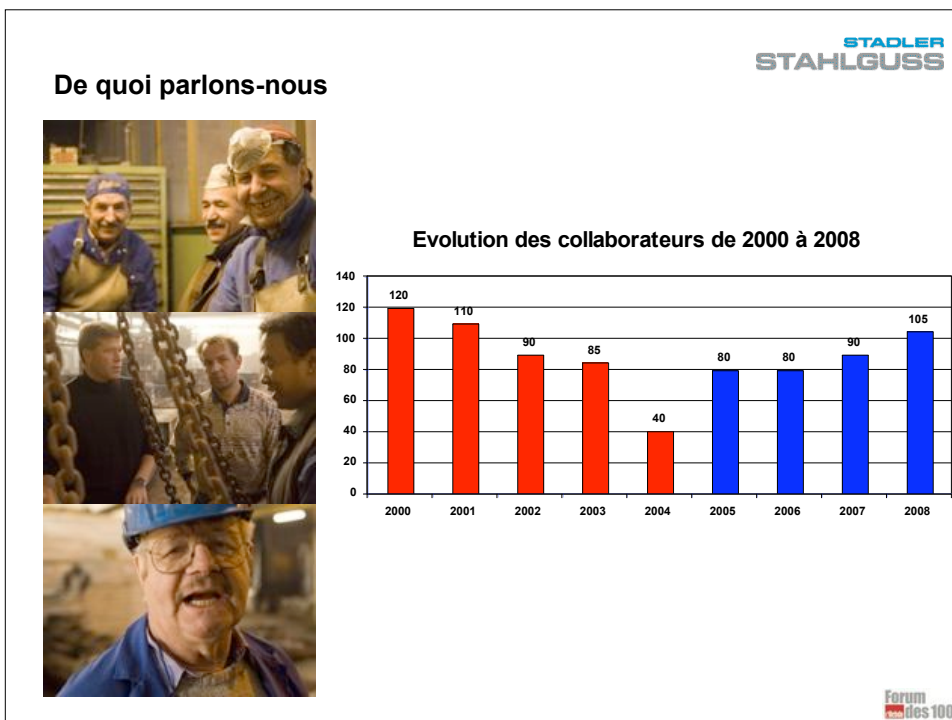 STADLER
STAHLGUSS
De quoi parlons-nous
Evolution des collaborateurs de 2000 à 2008
140
120
100
80
60
40
20
0
120
110
90
85
40
80
80
90
105
2000 2001 2002 2003 2004 2005 2006 2007 2008
Forum
des 100